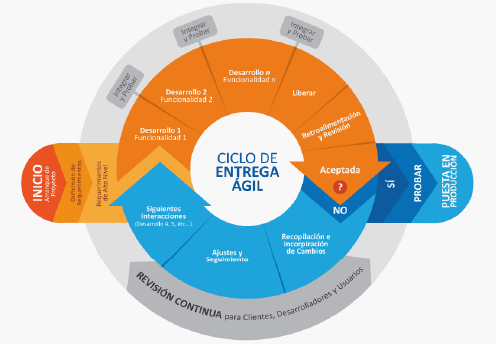 Integrar
y Probar
Integrar
y Probar
Integrar
y Probar
INICIO
Arranque de
Proyecto
Definición de
Requerimientos
Requerimientos
de Alto Nivel
Desarrollo 1
Funcionalidad 1
Desarrollo 2
Funcionalidad 2
Desarrollo n
Funcionalidad n
Liberar
Retroalimentación
y Revisión
Aceptada
?
SÍ
NO
PROBAR
PUESTA EN
PRODUCCIÓN
CICLO DE
ENTREGA
ÁGIL
Recopilación e
Incorpiración
de Cambios
Ajustes y
Seguimiento
Siguientes
Interacciones
(Desarrollo 4, 5, etc...)
REVISIÓN CONTINUA para Clientes, Desarrolladores y Usuarios